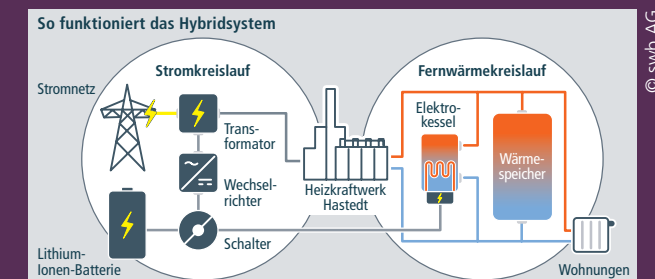 So funktioniert das Hybridsystem
© swb AG
Stromkreislauf
Fernwärmekreislauf
Stromnetz
Trans-
formator
Wechsel-
richter
Schalter
Lithium-
Ionen-Batterie
Heizkraftwerk
Hastedt
Elektro-
kessel
Wärme-
speicher
Wohnungen